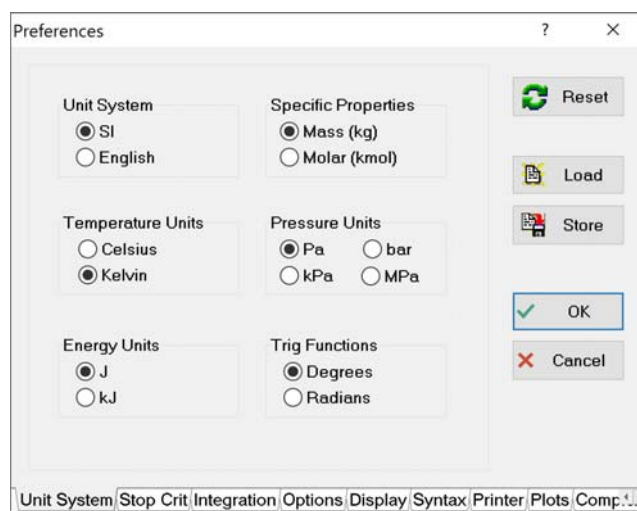 Preferences
?
Unit System
SI
English
Specific Properties
Mass (kg)
Molar (kmol)
Temperature Units
Celsius
Kelvin
Pressure Units
Pa
bar
kPa
MPa
Energy Units
J
kJ
Trig Functions
Degrees
Radians
Reset
Load
Store
OK
Cancel
Unit System Stop Crit Integration Options Display Syntax Printer Plots